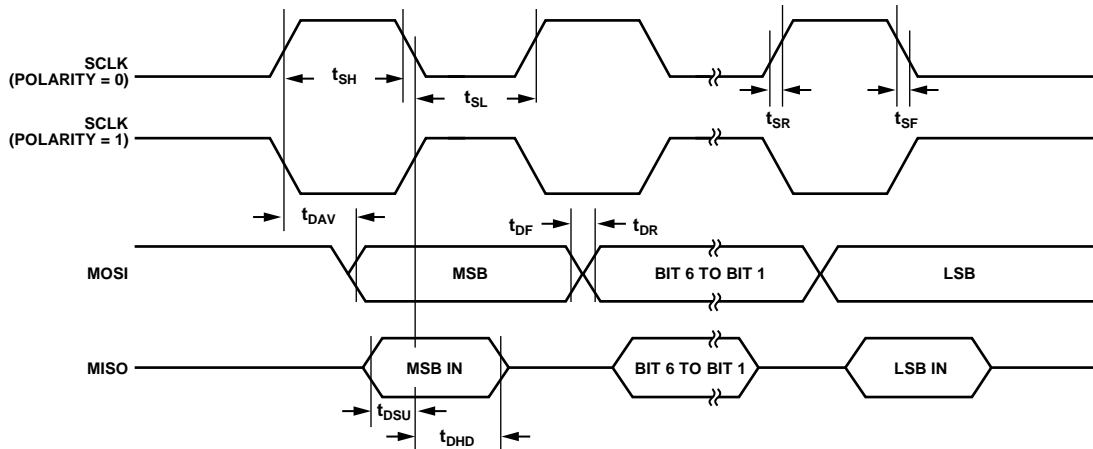 SCLK
(POLARITY = 0)
tSH
tSL
tSR
tSF
SCLK
(POLARITY = 1)
tDAV
tDF
tDR
MOSI
MSB
BIT 6 TO BIT 1
LSB
MISO
MSB IN
BIT 6 TO BIT 1
LSB IN
tDSU
tDHD